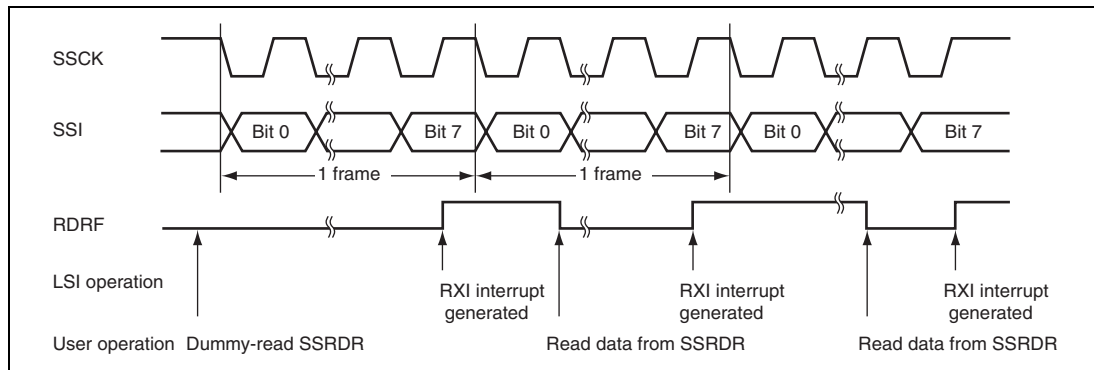 SSCK
SSI
Bit 0
Bit 7
Bit 0
Bit 7
Bit 0
Bit 7
1 frame
1 frame
RDRF
LSI operation
RXI interrupt
generated
RXI interrupt
generated
RXI interrupt
generated
User operation
Dummy-read SSRDR
Read data from SSRDR
Read data from SSRDR